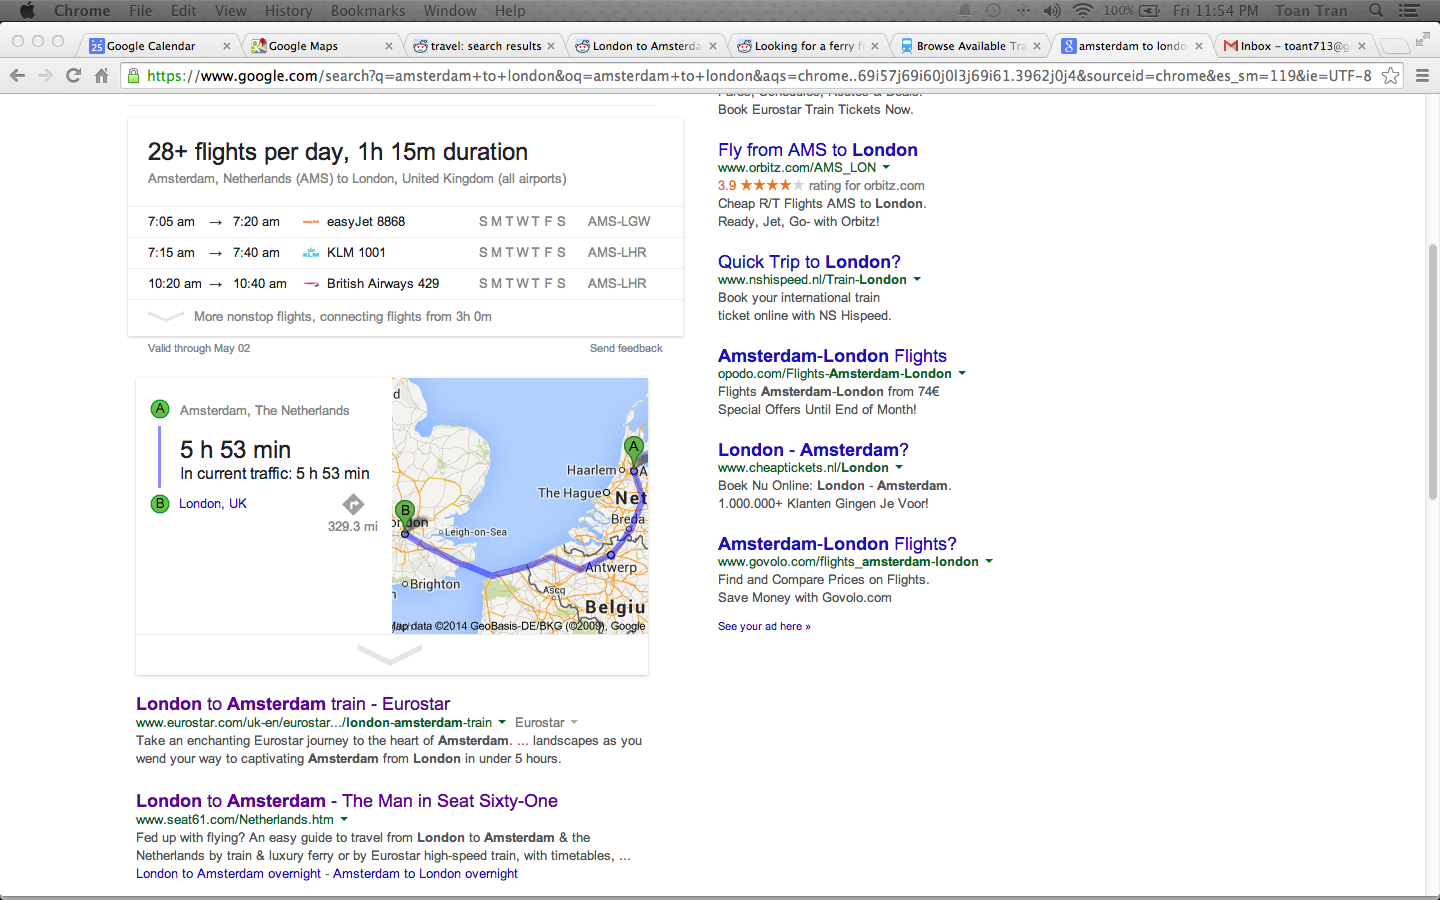 Chrome File Edit View History Bookmarks Window Help 100% Fri 11:54 PM Toan Tran
25 Google Calendar × Google Maps × travel: search results × London to Amsterda × Looking for a ferry f × Browse Available Tra × g amsterdam to londo × Inbox – toant713@g ×
https://www.google.com/search?q=amsterdam+to+london&oq=amsterdam+to+london&aqs=chrome..69i57j69i60j0l3j69i61.3962j0j4&sourceid=chrome&es_sm=119&ie=UTF-8
28+ flights per day, 1h 15m duration
Amsterdam, Netherlands (AMS) to London, United Kingdom (all airports)
7:05 am → 7:20 am easyJet easyJet 8868 S M T W T F S AMS-LGW
7:15 am → 7:40 am KLM KLM 1001 S M T W T F S AMS-LHR
10:20 am → 10:40 am British Airways 429 S M T W T F S AMS-LHR
More nonstop flights, connecting flights from 3h 0m
Valid through May 02 Send feedback
A Amsterdam, The Netherlands
5 h 53 min
In current traffic: 5 h 53 min
B London, UK
329.3 mi
d
A
Haarlem A
The Hague Net
B
ondon
Leigh-on-Sea
Breda
Antwerp
Brighton
Ascq
Belgiu
Map data ©2014 GeoBasis-DE/BKG (©2009), Google
London to Amsterdam train - Eurostar
www.eurostar.com/uk-en/eurostar.../london-amsterdam-train Eurostar
Take an enchanting Eurostar journey to the heart of Amsterdam. ... landscapes as you
wend your way to captivating Amsterdam from London in under 5 hours.
London to Amsterdam - The Man in Seat Sixty-One
www.seat61.com/Netherlands.htm
Fed up with flying? An easy guide to travel from London to Amsterdam & the
Netherlands by train & luxury ferry or by Eurostar high-speed train, with timetables, ...
London to Amsterdam overnight - Amsterdam to London overnight
Fares, Schedules, Routes & Deals!
Book Eurostar Train Tickets Now.
Fly from AMS to London
www.orbitz.com/AMS_LON
3.9 ★★★★★ rating for orbitz.com
Cheap R/T Flights AMS to London.
Ready, Jet, Go- with Orbitz!
Quick Trip to London?
www.nshispeed.nl/Train-London
Book your international train
ticket online with NS Hispeed.
Amsterdam-London Flights
opodo.com/Flights-Amsterdam-London
Flights Amsterdam-London from 74€
Special Offers Until End of Month!
London - Amsterdam?
www.cheaptickets.nl/London
Boek Nu Online: London - Amsterdam.
1.000.000+ Klanten Gingen Je Voor!
Amsterdam-London Flights?
www.govolo.com/flights_amsterdam-london
Find and Compare Prices on Flights.
Save Money with Govolo.com
See your ad here »